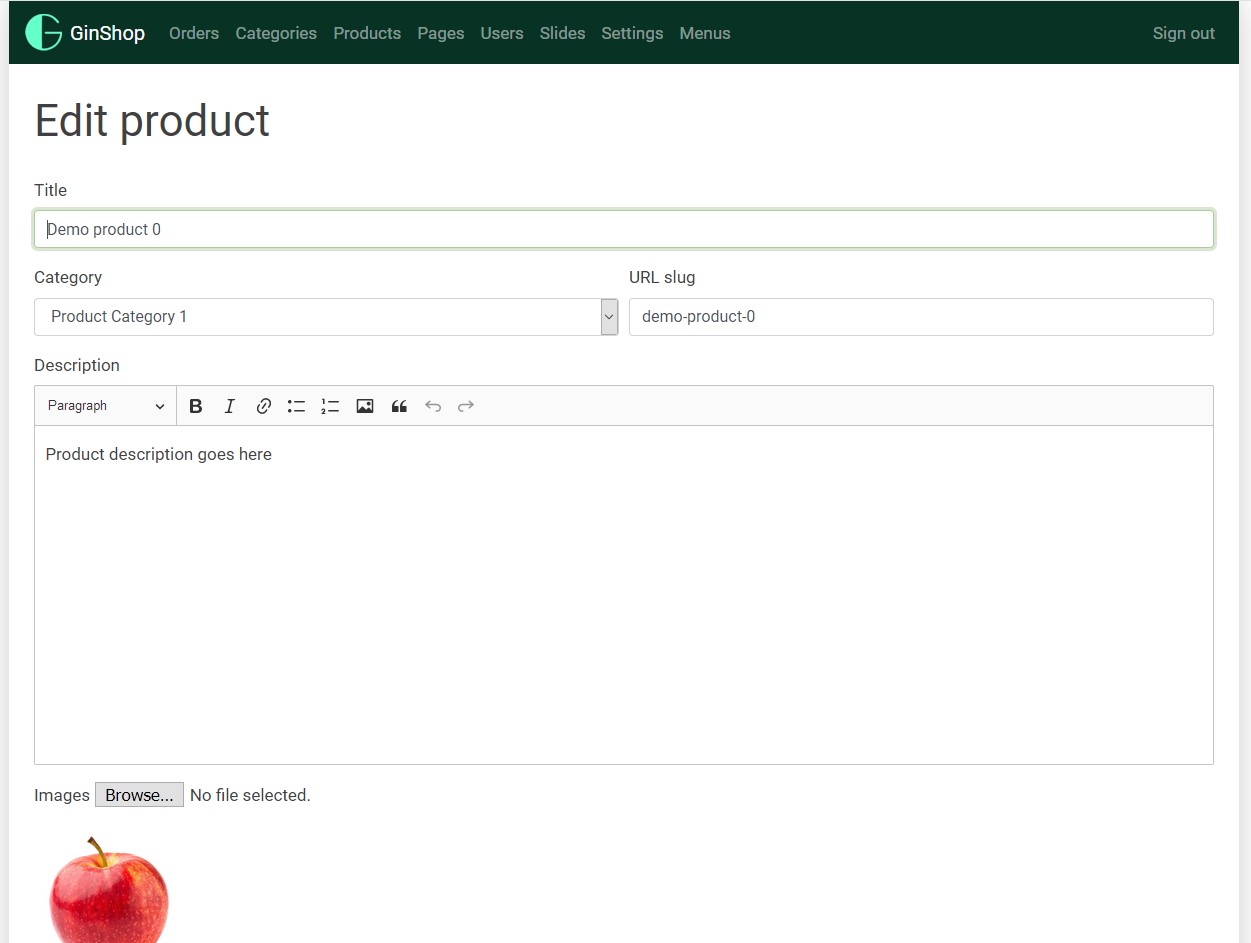 GinShop Orders Categories Products Pages Users Slides Settings Menus Sign out
Edit product
Title
Demo product 0
Category URL slug
Product Category 1 demo-product-0
Description
Paragraph B I
Product description goes here
Images Browse... No file selected.